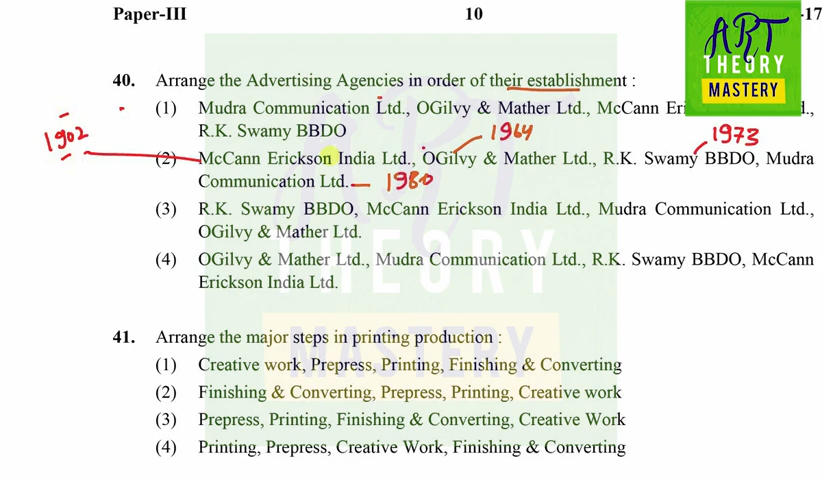 Paper-III 10 -17
ART
THEORY
MASTERY
40. Arrange the Advertising Agencies in order of their establishment :
(1) Mudra Communication Ltd., OGilvy & Mather Ltd., McCann Eri d.,
R.K. Swamy BBDO
1902
1964
1973
(2) McCann Erickson India Ltd., OGilvy & Mather Ltd., R.K. Swamy BBDO, Mudra
Communication Ltd. 1980
(3) R.K. Swamy BBDO, McCann Erickson India Ltd., Mudra Communication Ltd.,
OGilvy & Mather Ltd.
(4) OGilvy & Mather Ltd., Mudra Communication Ltd., R.K. Swamy BBDO, McCann
Erickson India Ltd.
THEORY
41. Arrange the major steps in printing production :
MASTERY
(1) Creative work, Prepress, Printing, Finishing & Converting
(2) Finishing & Converting, Prepress, Printing, Creative work
(3) Prepress, Printing, Finishing & Converting, Creative Work
(4) Printing, Prepress, Creative Work, Finishing & Converting